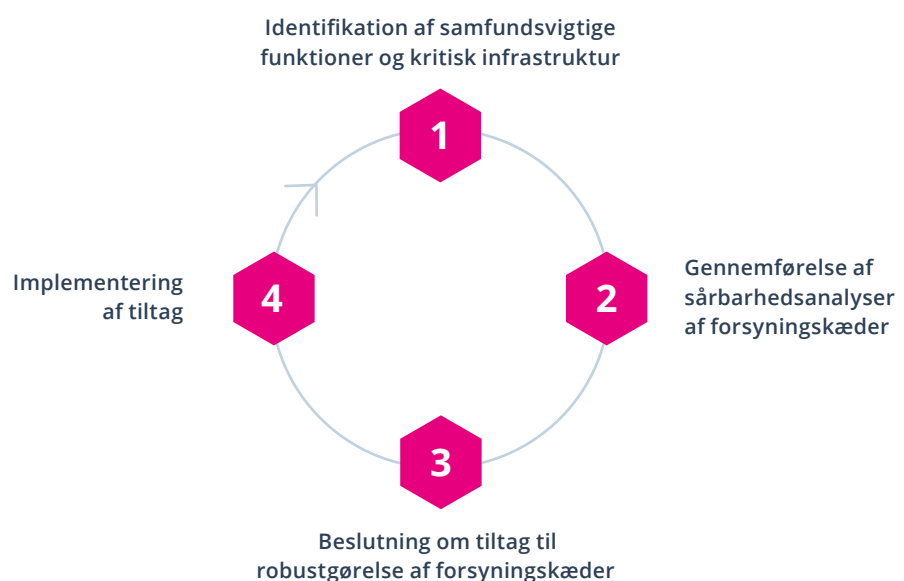 Identifikation af samfundsvigtige
funktioner og kritisk infrastruktur
1
Gennemførelse af
sårbarhedsanalyser
af forsyningskæder
2
Beslutning om tiltag til
robustgørelse af forsyningskæder
3
Implementering
af tiltag
4